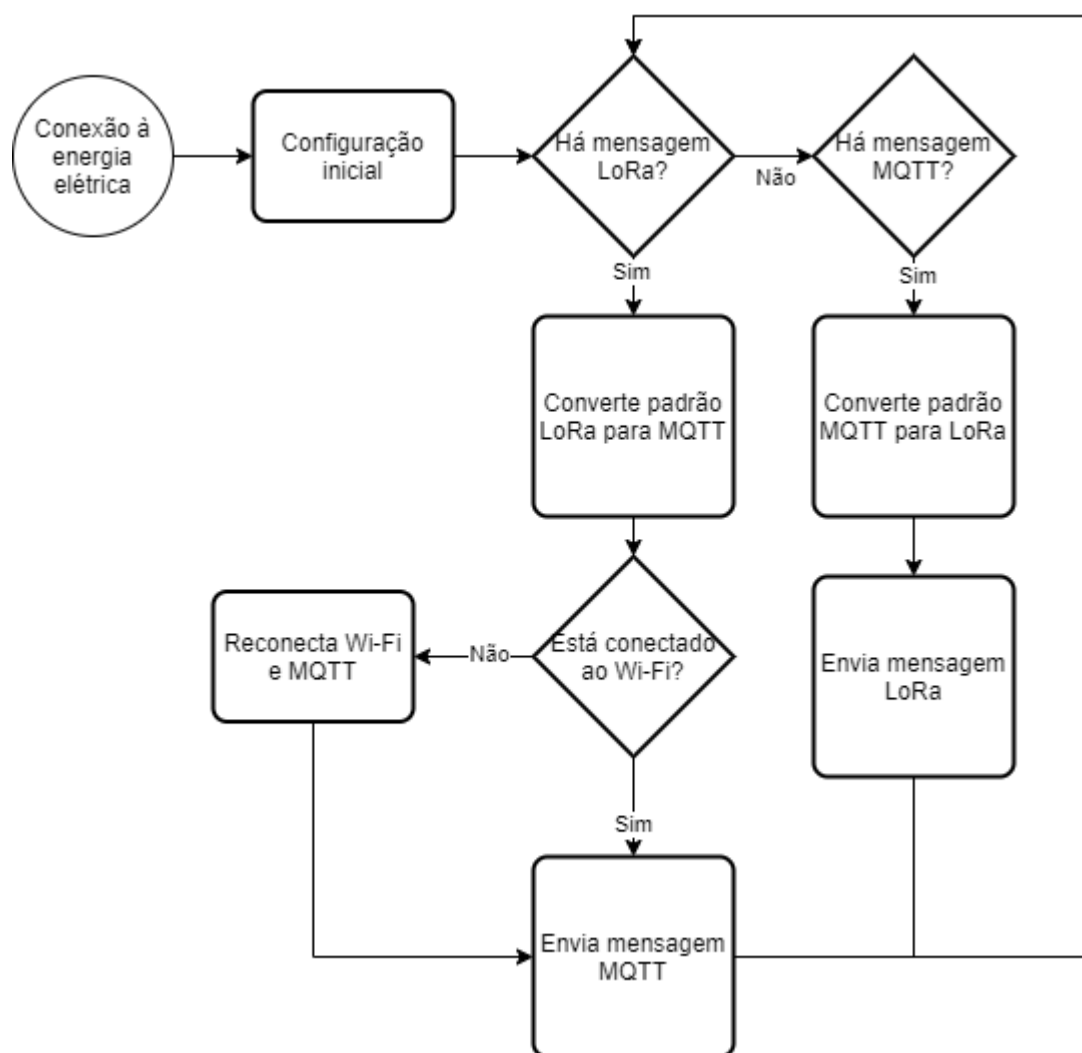 Conexão à
energia
elétrica
Configuração
inicial
Há mensagem
LoRa?
Não
Há mensagem
MQTT?
Sim
Sim
Converte padrão
LoRa para MQTT
Converte padrão
MQTT para LoRa
Reconecta Wi-Fi
e MQTT
Não
Está conectado
ao Wi-Fi?
Envia mensagem
LoRa
Sim
Envia mensagem
MQTT